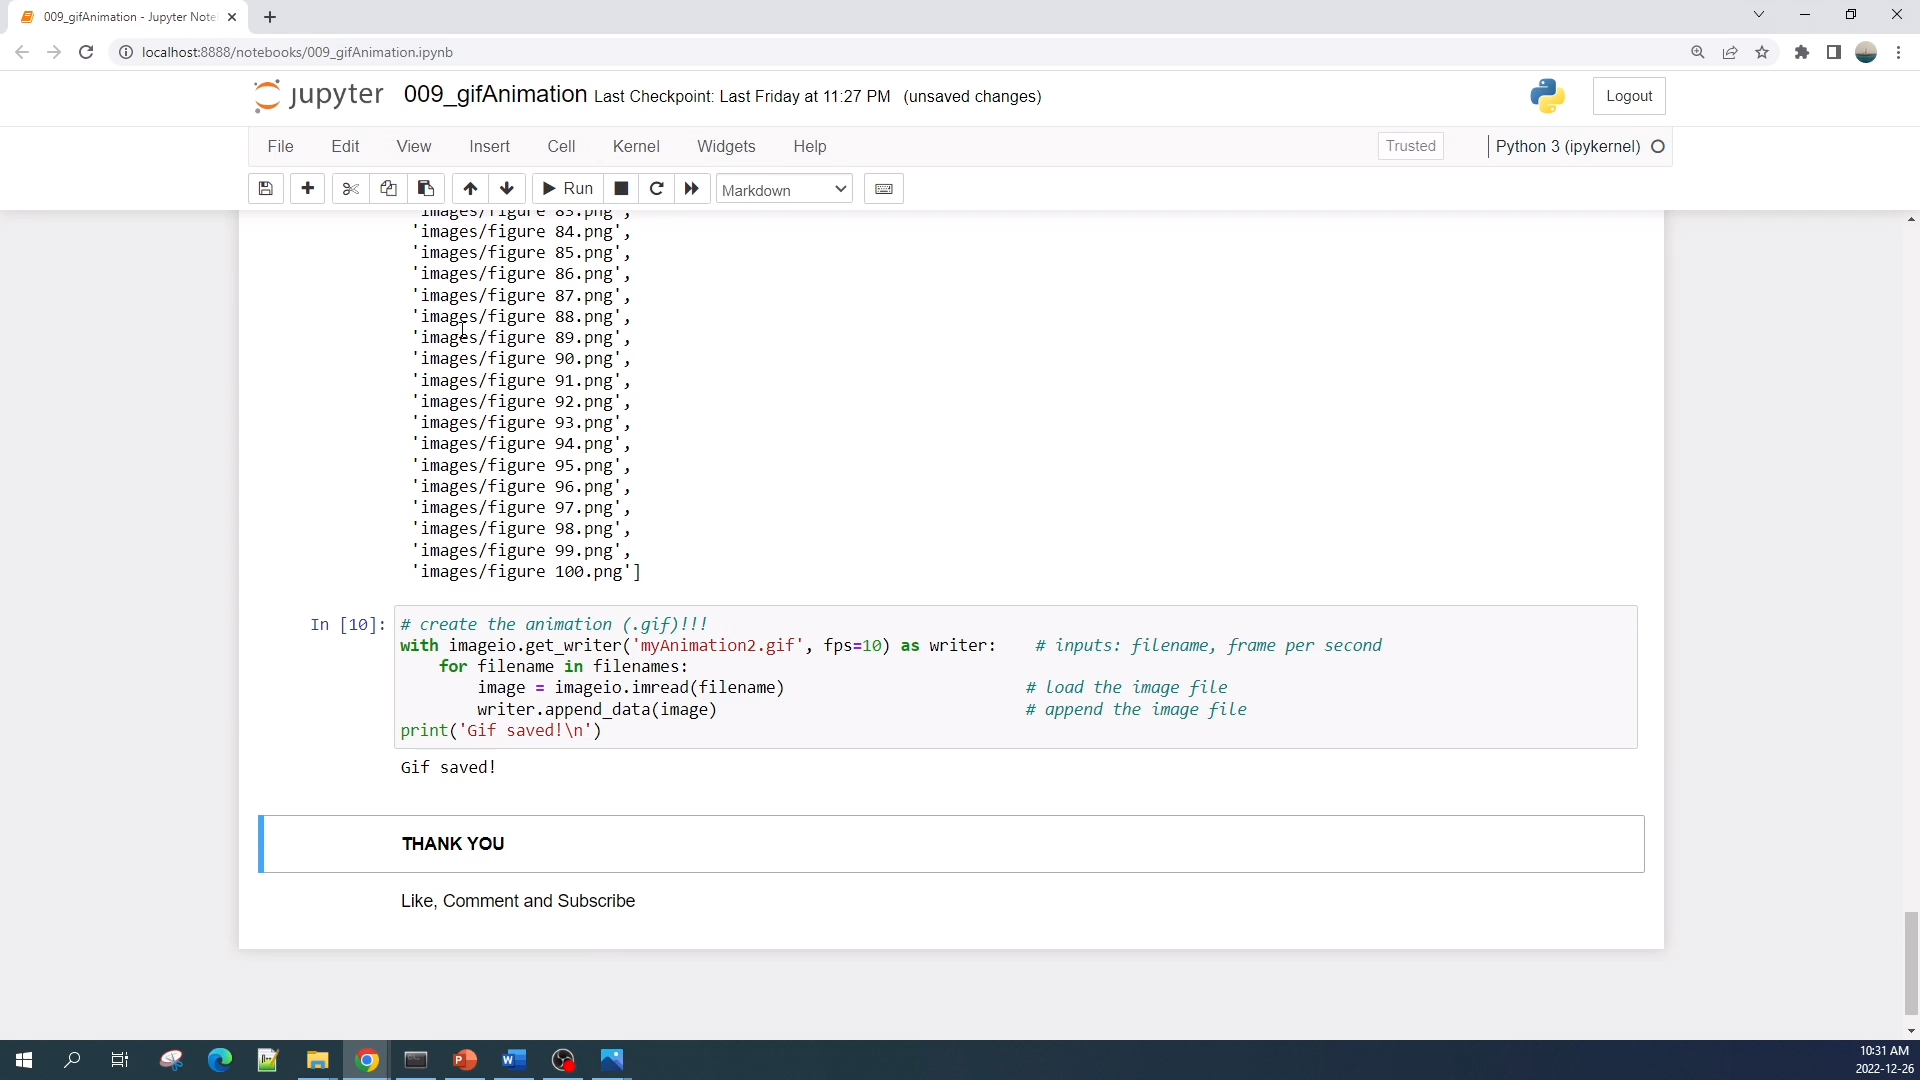 009_gifAnimation - Jupyter Note
localhost:8888/notebooks/009_gifAnimation.ipynb
jupyter 009_gifAnimation Last Checkpoint: Last Friday at 11:27 PM (unsaved changes)
Logout
File Edit View Insert Cell Kernel Widgets Help
Trusted
Python 3 (ipykernel)
Run
Markdown
'images/figure 83.png',
'images/figure 84.png',
'images/figure 85.png',
'images/figure 86.png',
'images/figure 87.png',
'images/figure 88.png',
'images/figure 89.png',
'images/figure 90.png',
'images/figure 91.png',
'images/figure 92.png',
'images/figure 93.png',
'images/figure 94.png',
'images/figure 95.png',
'images/figure 96.png',
'images/figure 97.png',
'images/figure 98.png',
'images/figure 99.png',
'images/figure 100.png']
In [10]: # create the animation (.gif)!!!
with imageio.get_writer('myAnimation2.gif', fps=10) as writer: # inputs: filename, frame per second
for filename in filenames:
image = imageio.imread(filename) # load the image file
writer.append_data(image) # append the image file
print('Gif saved!\n')
Gif saved!
THANK YOU
Like, Comment and Subscribe
10:31 AM
2022-12-26